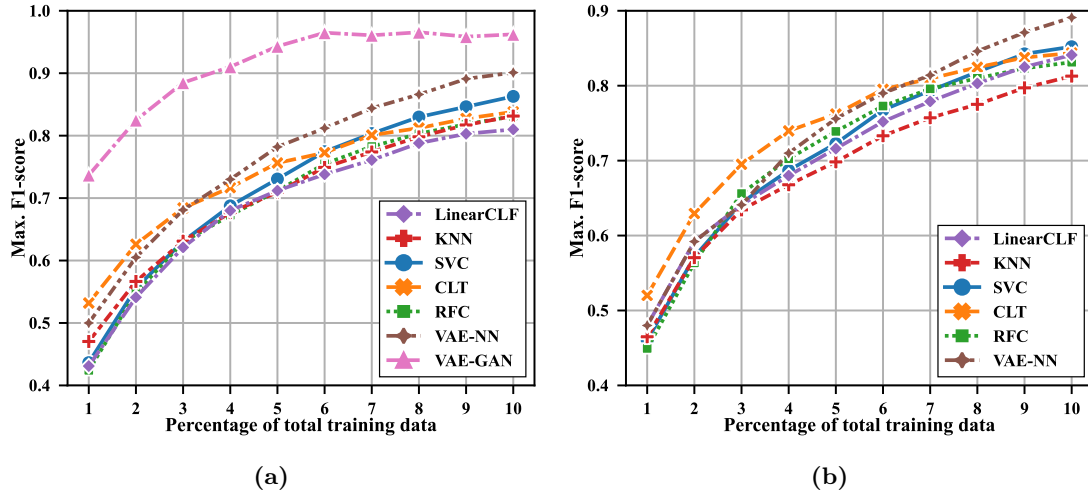 1.0
0.9
0.8
0.7
0.6
0.5
0.4
Max. F1-score
1 2 3 4 5 6 7 8 9 10
Percentage of total training data
LinearCLF
KNN
SVC
CLT
RFC
VAE-NN
VAE-GAN
(a)
0.9
0.8
0.7
0.6
0.5
0.4
Max. F1-score
1 2 3 4 5 6 7 8 9 10
Percentage of total training data
LinearCLF
KNN
SVC
CLT
RFC
VAE-NN
(b)